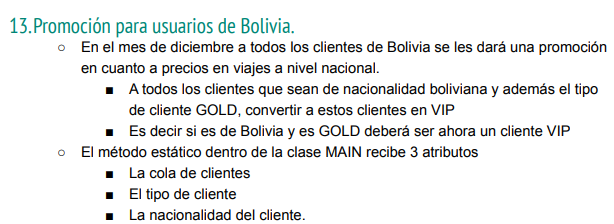 13.Promoción para usuarios de Bolivia.
○ En el mes de diciembre a todos los clientes de Bolivia se les dará una promoción
en cuanto a precios en viajes a nivel nacional.
■ A todos los clientes que sean de nacionalidad boliviana y además el tipo
de cliente GOLD, convertir a estos clientes en VIP
■ Es decir si es de Bolivia y es GOLD deberá ser ahora un cliente VIP
○ El método estático dentro de la clase MAIN recibe 3 atributos
■ La cola de clientes
■ El tipo de cliente
■ La nacionalidad del cliente.